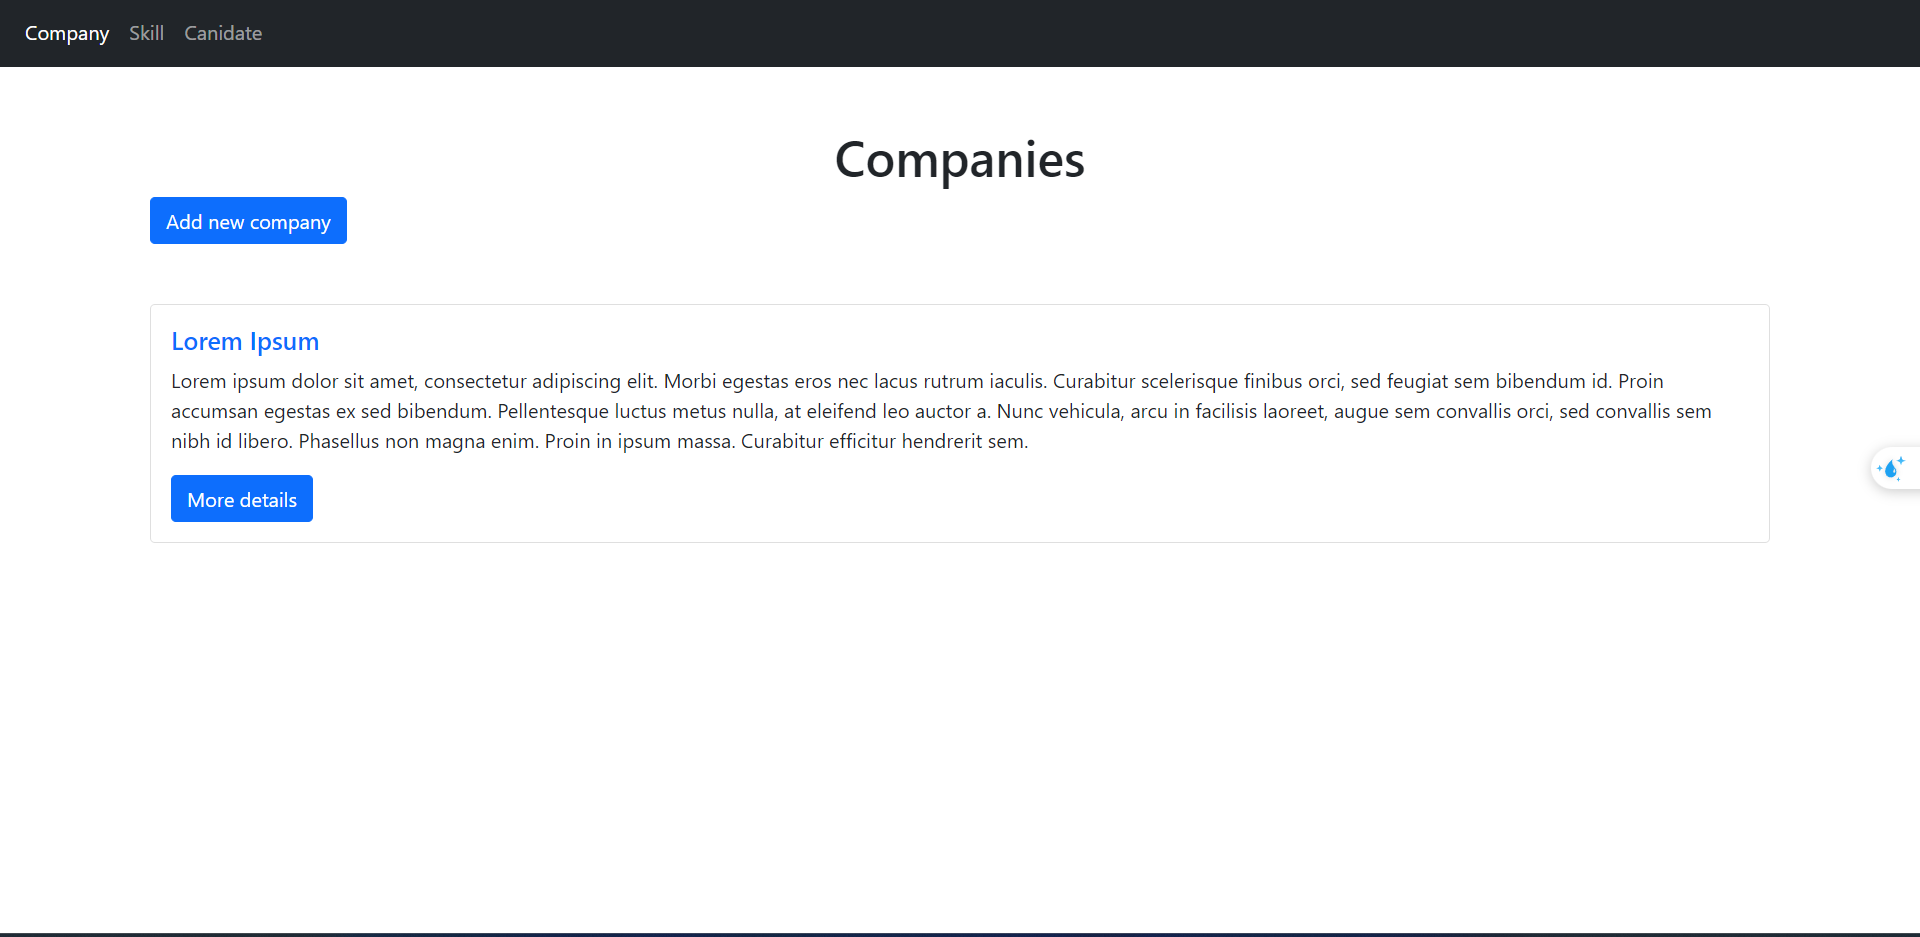 Company Skill Canidate
Companies
Add new company
Lorem Ipsum
Lorem ipsum dolor sit amet, consectetur adipiscing elit. Morbi egestas eros nec lacus rutrum iaculis. Curabitur scelerisque finibus orci, sed feugiat sem bibendum id. Proin
accumsan egestas ex sed bibendum. Pellentesque luctus metus nulla, at eleifend leo auctor a. Nunc vehicula, arcu in facilisis laoreet, augue sem convallis orci, sed convallis sem
nibh id libero. Phasellus non magna enim. Proin in ipsum massa. Curabitur efficitur hendrerit sem.
More details